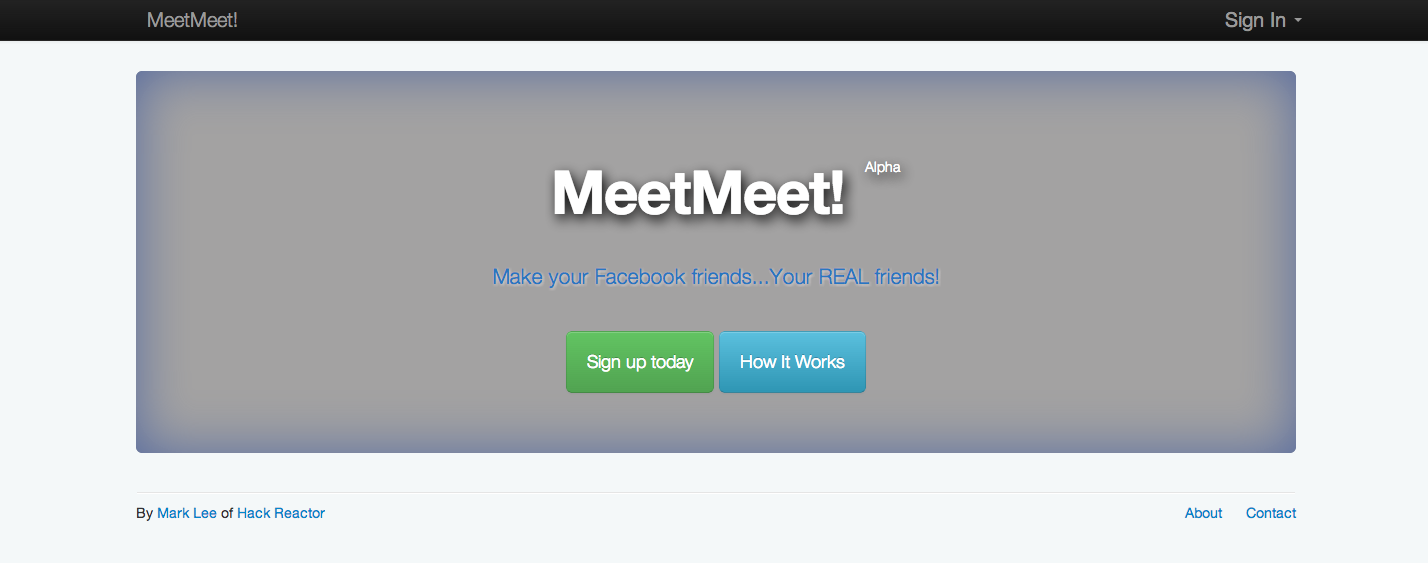 MeetMeet! Sign In
MeetMeet! Alpha
Make your Facebook friends...Your REAL friends!
Sign up today How It Works
By Mark Lee of Hack Reactor About Contact